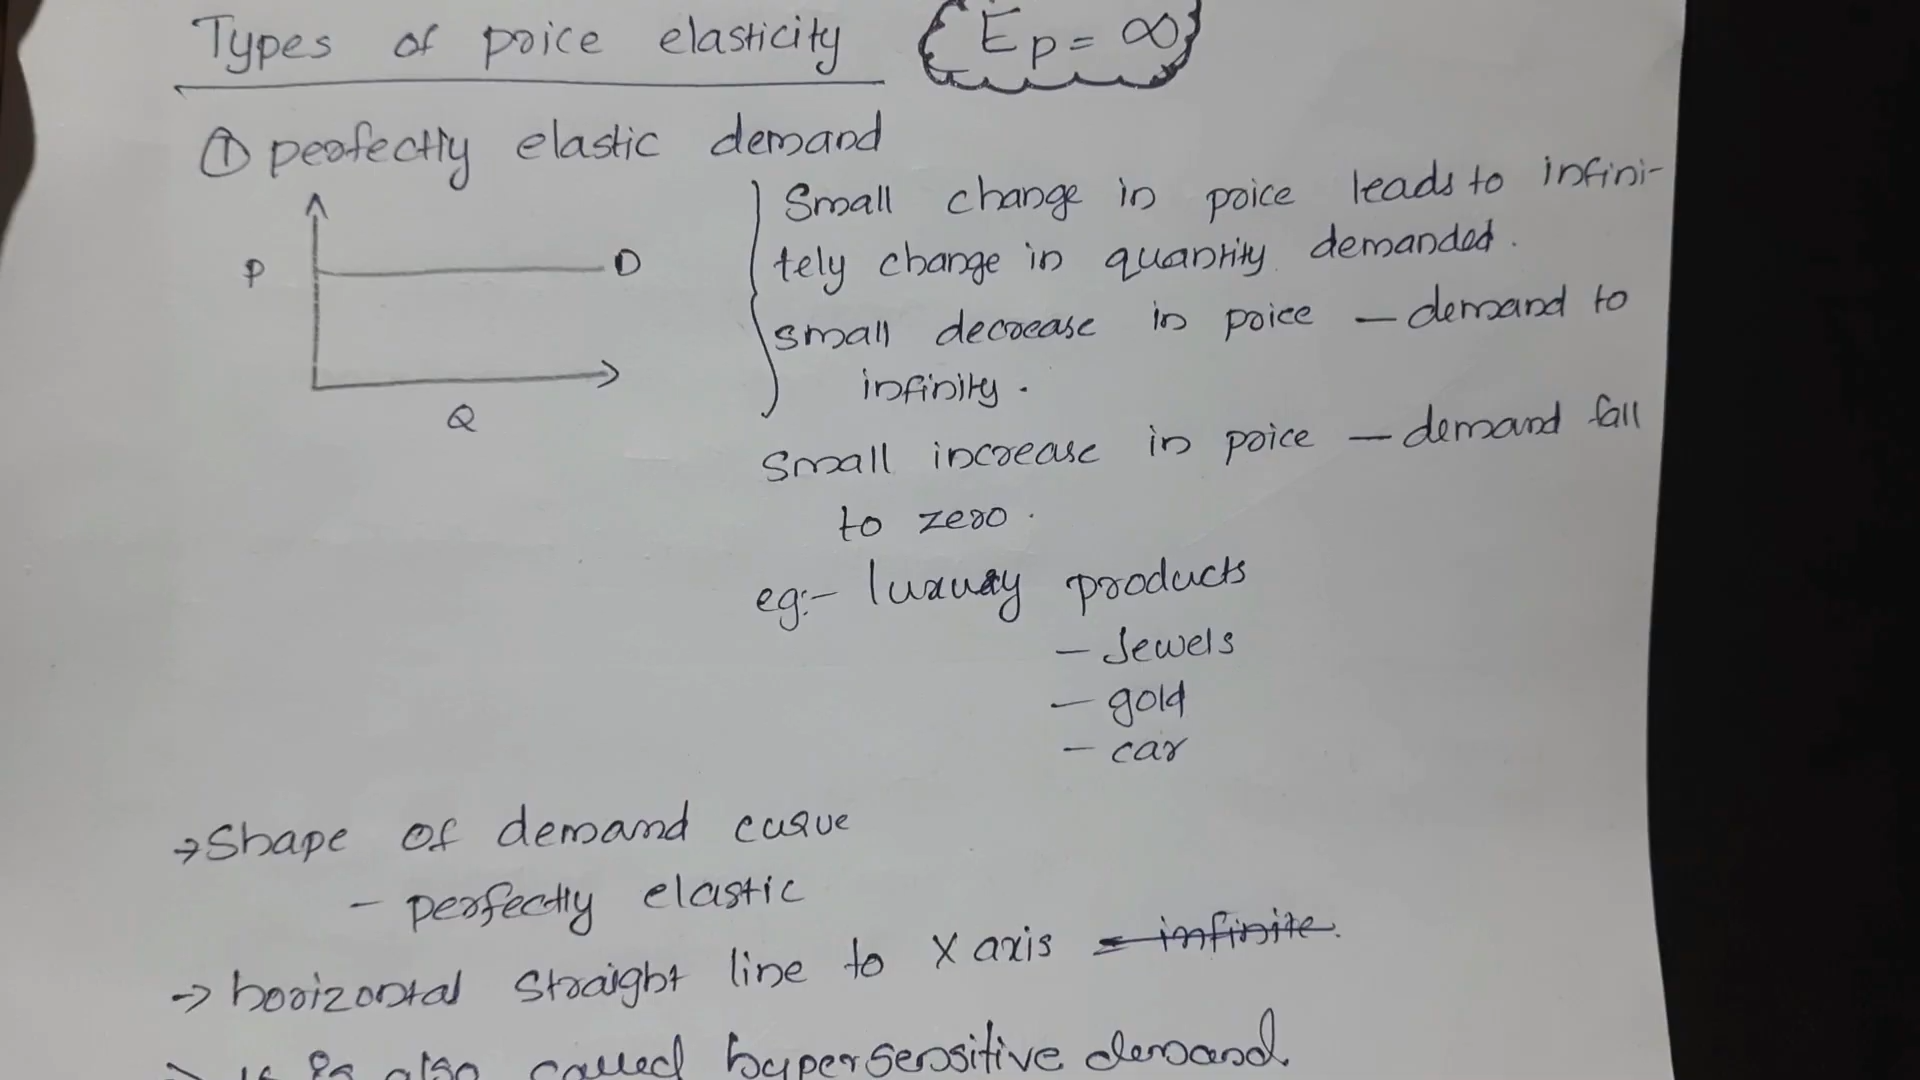 Types of price elasticity
Ep = ∞
① perfectly elastic demand
P
D
Q
Small change in price leads to infini-
tely change in quantity demanded.
small decrease in price — demand to
infinity.
Small increase in price — demand fall
to zero.
eg:- luxury products
- Jewels
- gold
- car
→ Shape of demand curve
- perfectly elastic
→ horizontal straight line to X axis = infinite.
→ it is also called hypersensitive demand